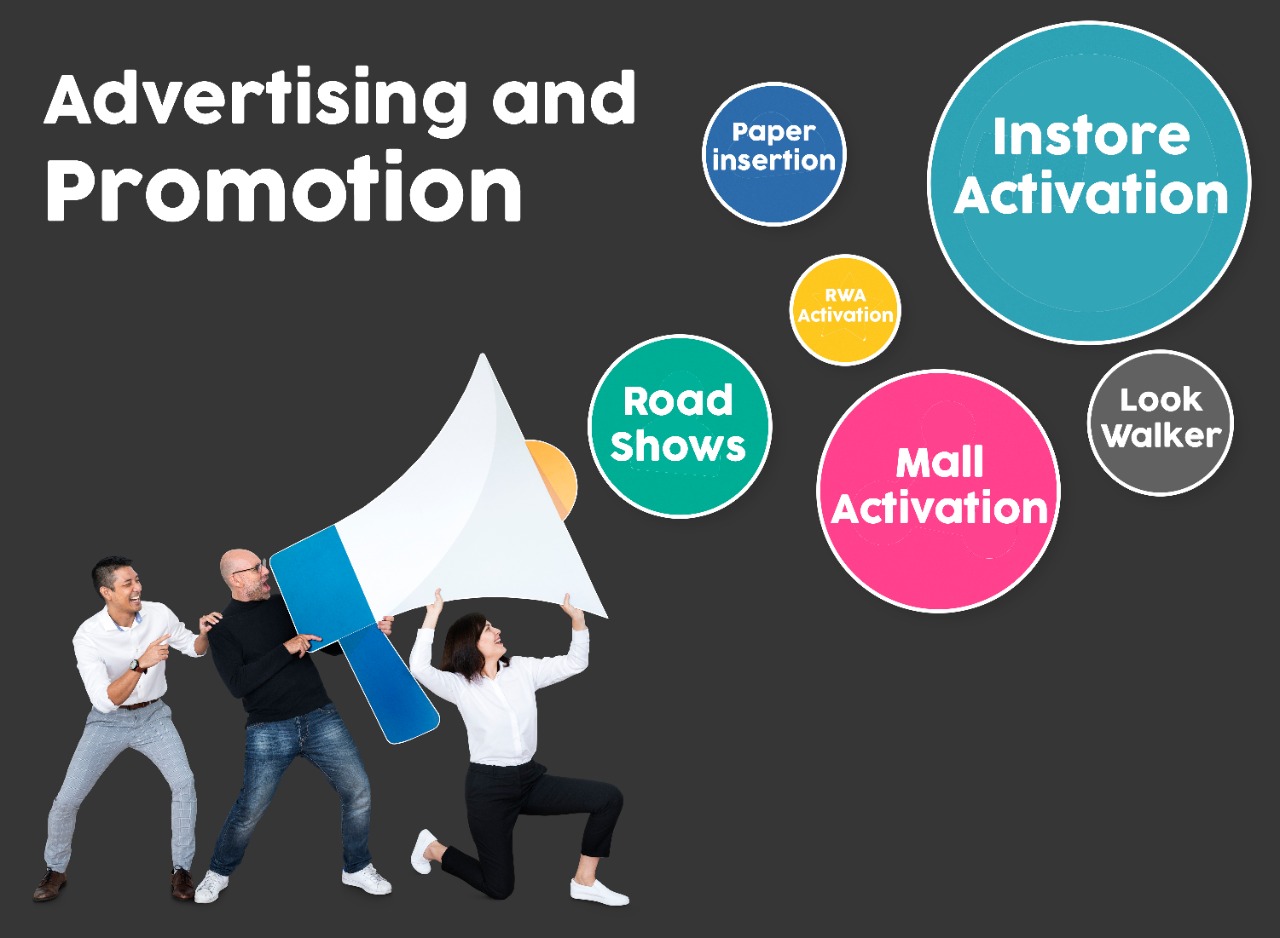 Advertising and
Promotion
Paper
insertion
Instore
Activation
RWA
Activation
Road
Shows
Mall
Activation
Look
Walker